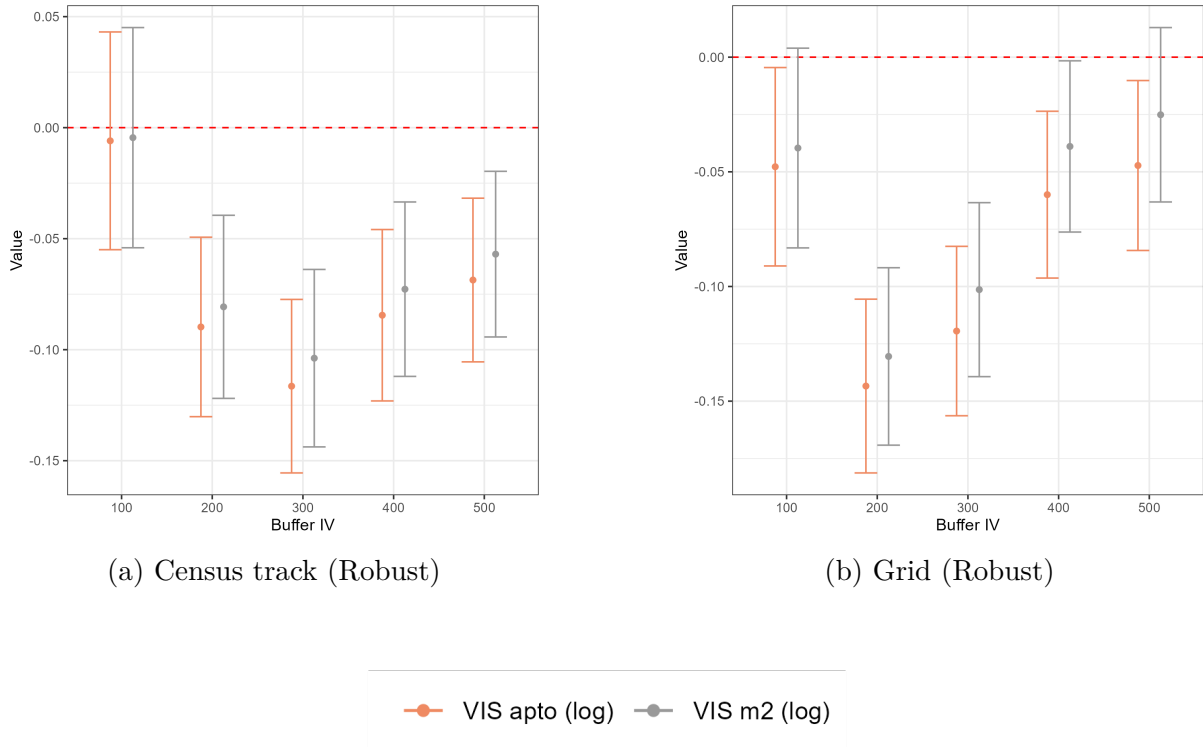 0.05
0.00
-0.05
-0.10
-0.15
Value
100 200 300 400 500
Buffer IV
(a) Census track (Robust)
0.00
-0.05
-0.10
-0.15
Value
100 200 300 400 500
Buffer IV
(b) Grid (Robust)
VIS apto (log) VIS m2 (log)